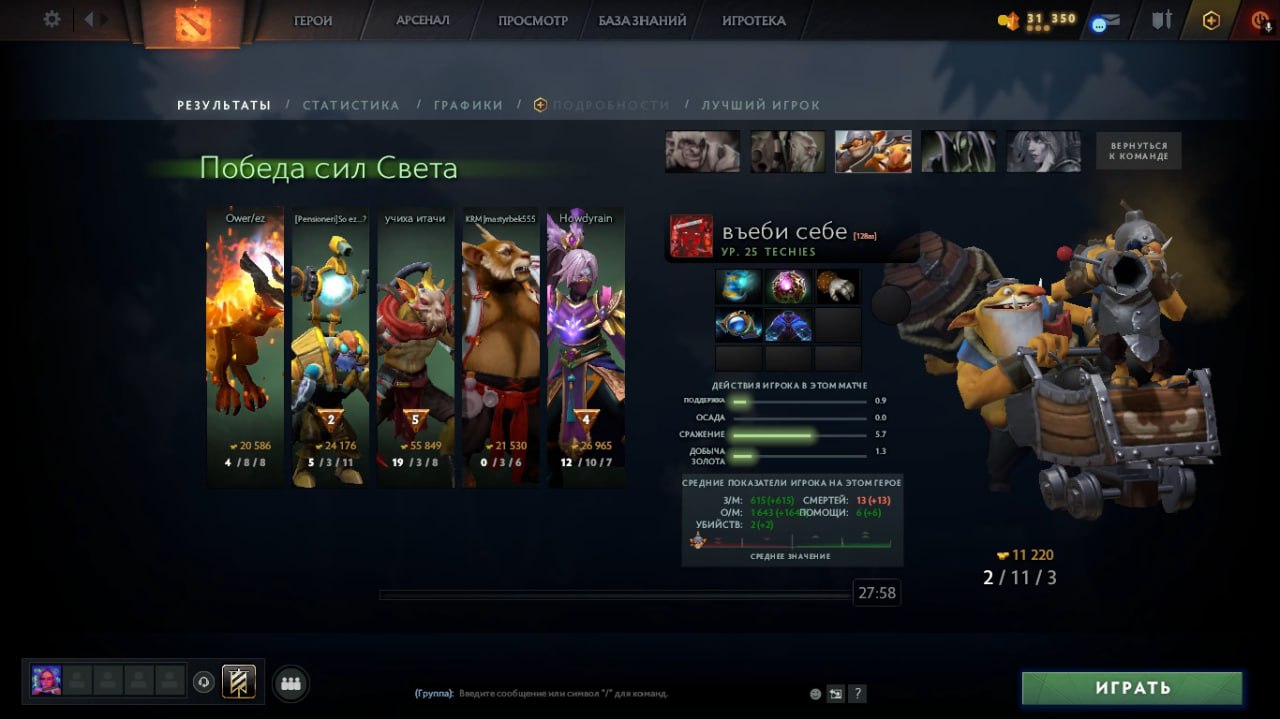 ГЕРОИ АРСЕНАЛ ПРОСМОТР БАЗА ЗНАНИЙ ИГРОТЕКА 31 350
РЕЗУЛЬТАТЫ / СТАТИСТИКА / ГРАФИКИ / ПОДРОБНОСТИ / ЛУЧШИЙ ИГРОК
ВЕРНУТЬСЯ
К КОМАНДЕ
Победа сил Света
Ower/ez [Pensioneri]So ez...? учиха итачи KRM|mastyrbek555 Howdyrain
2 5 4
20 586 24 176 55 849 21 530 26 965
4 / 8 / 8 5 / 3 / 11 19 / 3 / 8 0 / 3 / 6 12 / 10 / 7
въеби себе
УР. 25 TECHIES
ДЕЙСТВИЯ ИГРОКА В ЭТОМ МАТЧЕ
ПОДДЕРЖКА 0.9
ОСАДА 0.0
СРАЖЕНИЕ 5.7
ДОБЫЧА
ЗОЛОТА 1.3
СРЕДНИЕ ПОКАЗАТЕЛИ ИГРОКА НА ЭТОМ ГЕРОЕ
З/М: 615 (+615) СМЕРТЕЙ: 13 (+13)
О/М: 1 643 (+164 ПОМОЩИ: 6 (+6)
УБИЙСТВ: 2 (+2)
СРЕДНЕЕ ЗНАЧЕНИЕ
11 220
2 / 11 / 3
27:58
(Группа): Введите сообщение или символ "/" для команд.
?
ИГРАТЬ